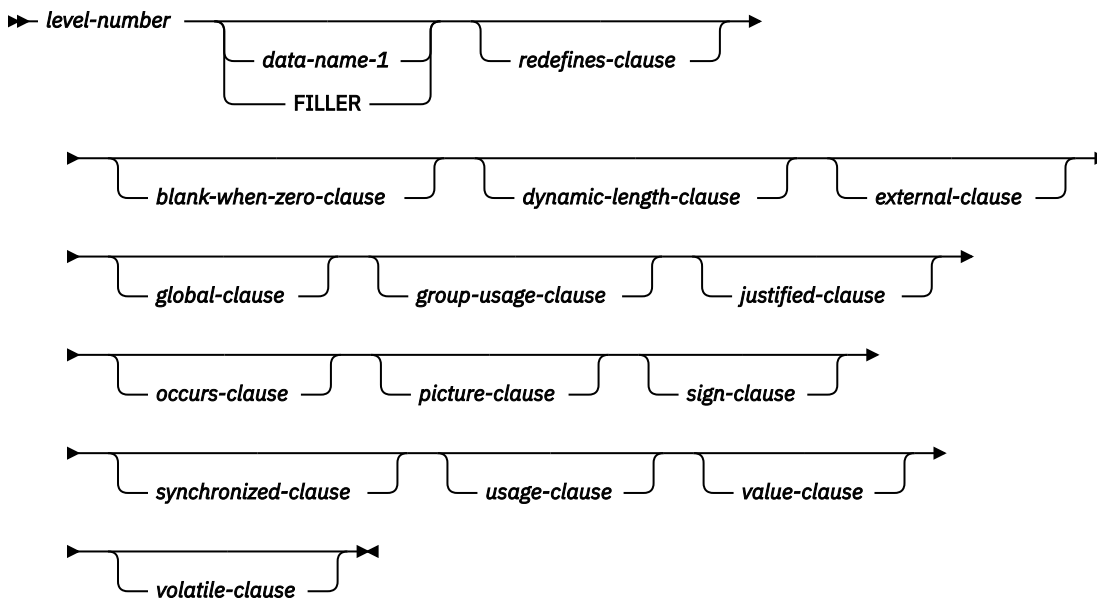 level-number
data-name-1 redefines-clause
FILLER
blank-when-zero-clause dynamic-length-clause external-clause
global-clause group-usage-clause justified-clause
occurs-clause picture-clause sign-clause
synchronized-clause usage-clause value-clause
volatile-clause